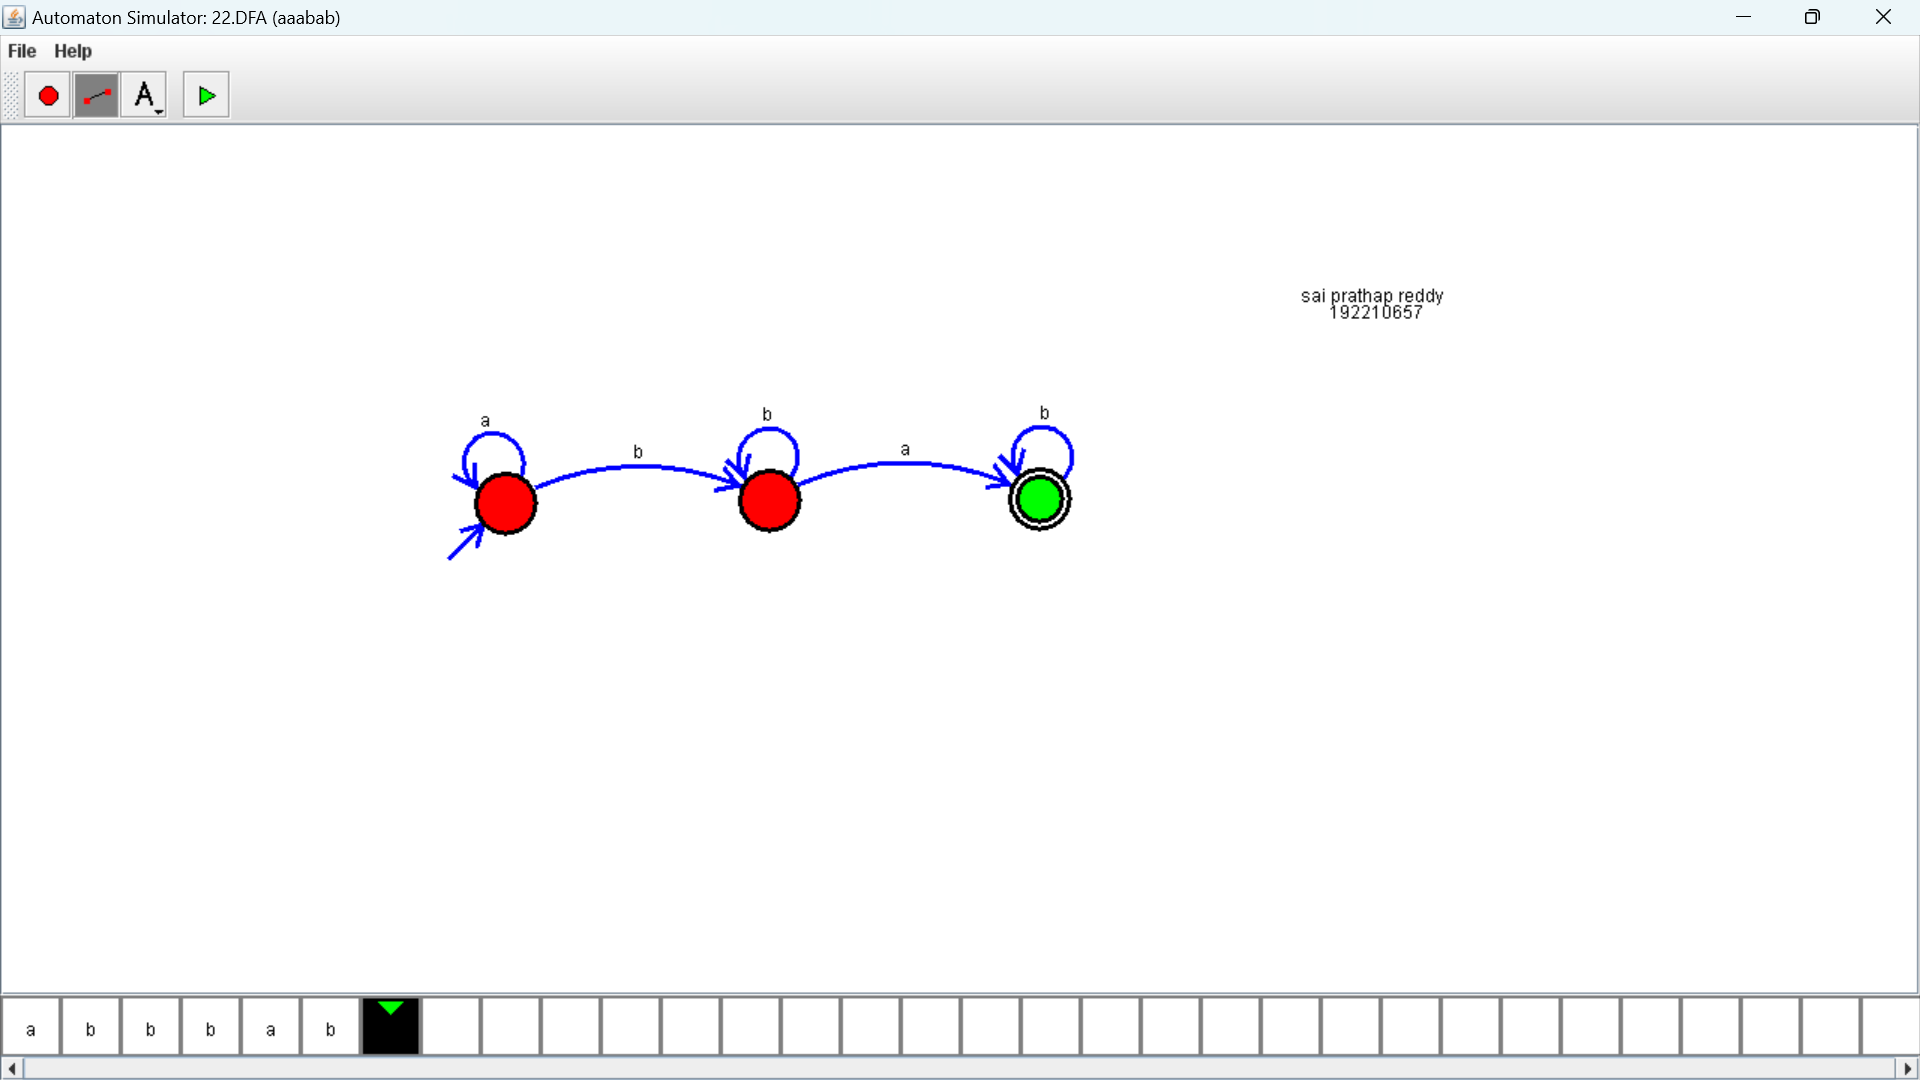 Automaton Simulator: 22.DFA (aaabab)
File Help
A
sai prathap reddy
192210657
a b b
b a
a b b b a b